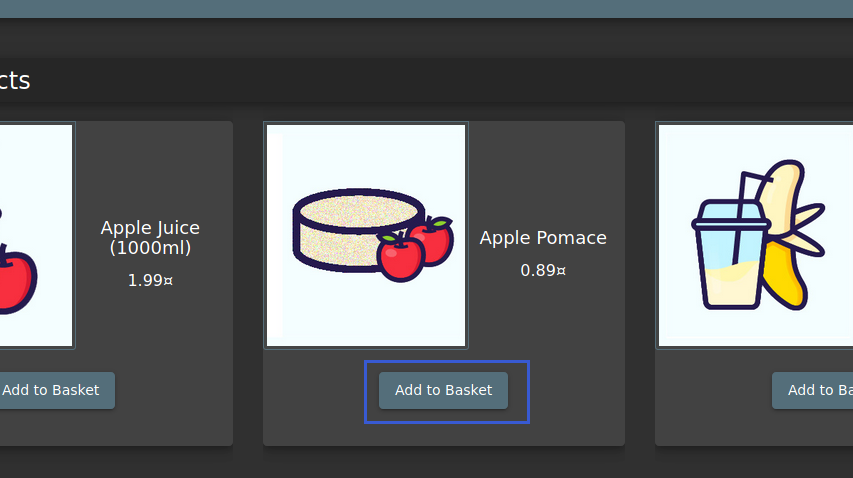 cts
Apple Juice
(1000ml)
1.99¤
Add to Basket
Apple Pomace
0.89¤
Add to Basket
Add to Ba